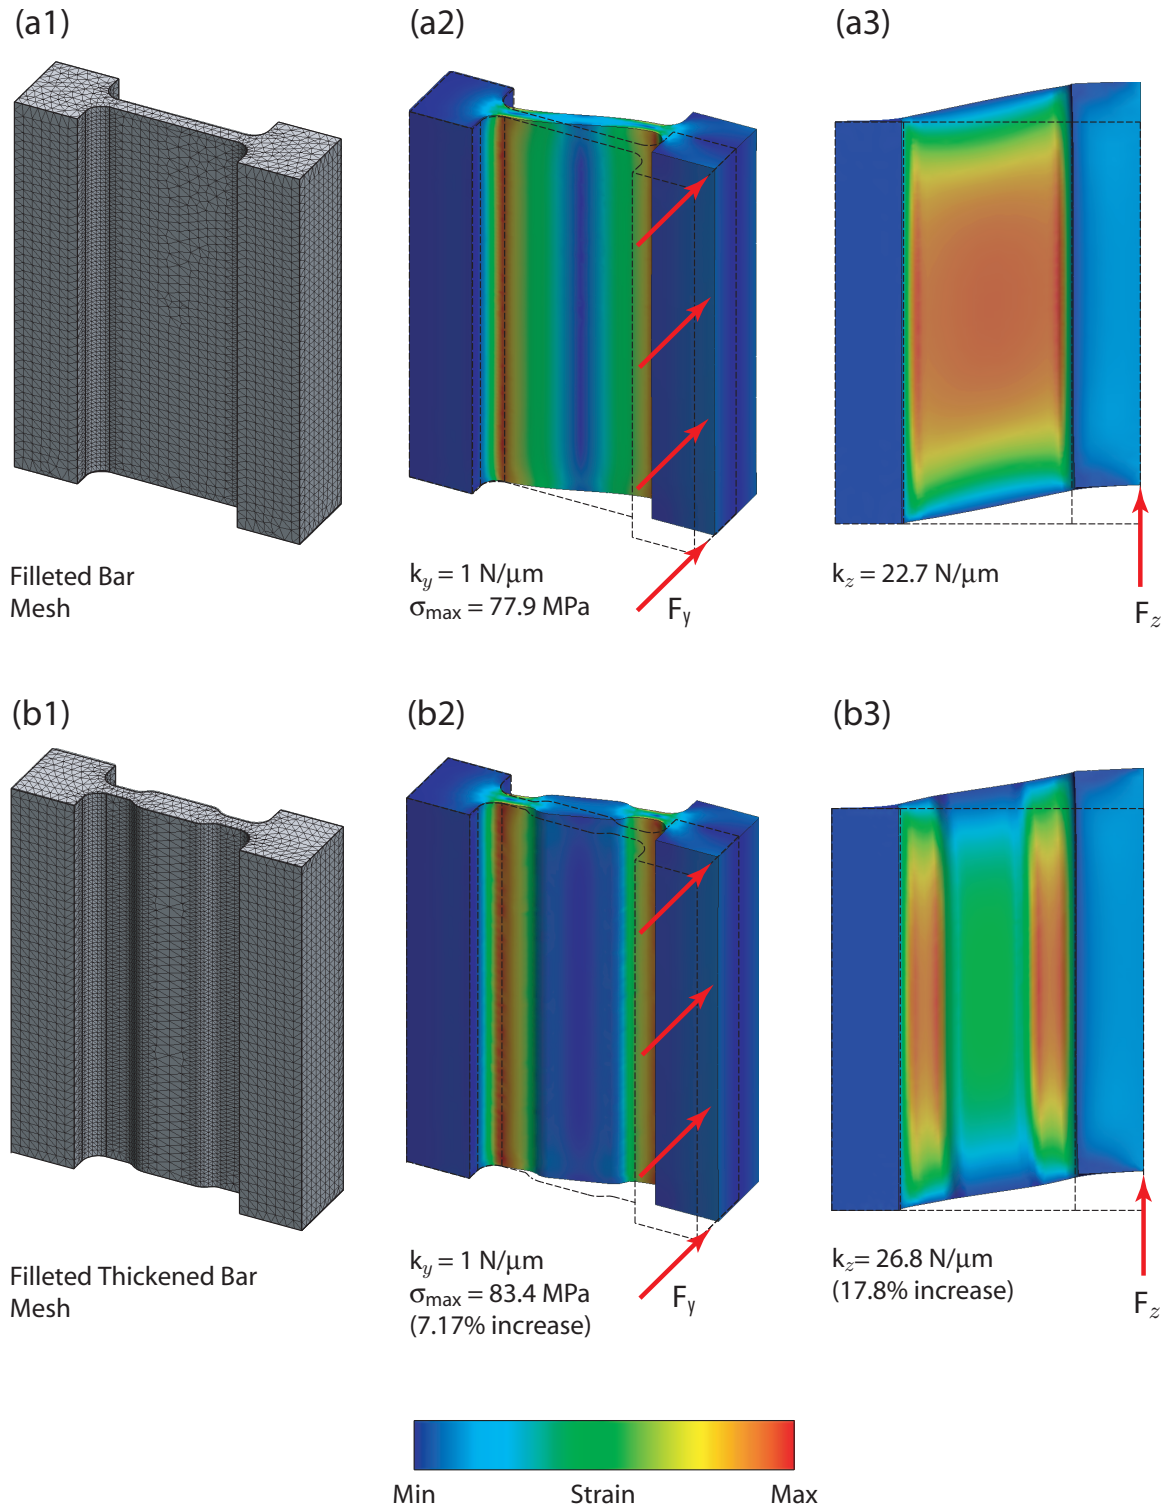 (a1)
(a2)
(a3)
Filleted Bar
Mesh
k_y = 1 N/μm
σ_max = 77.9 MPa
F_y
k_z = 22.7 N/μm
F_z
(b1)
(b2)
(b3)
Filleted Thickened Bar
Mesh
k_y = 1 N/μm
σ_max = 83.4 MPa
(7.17% increase)
F_y
k_z= 26.8 N/μm
(17.8% increase)
F_z
Min
Strain
Max